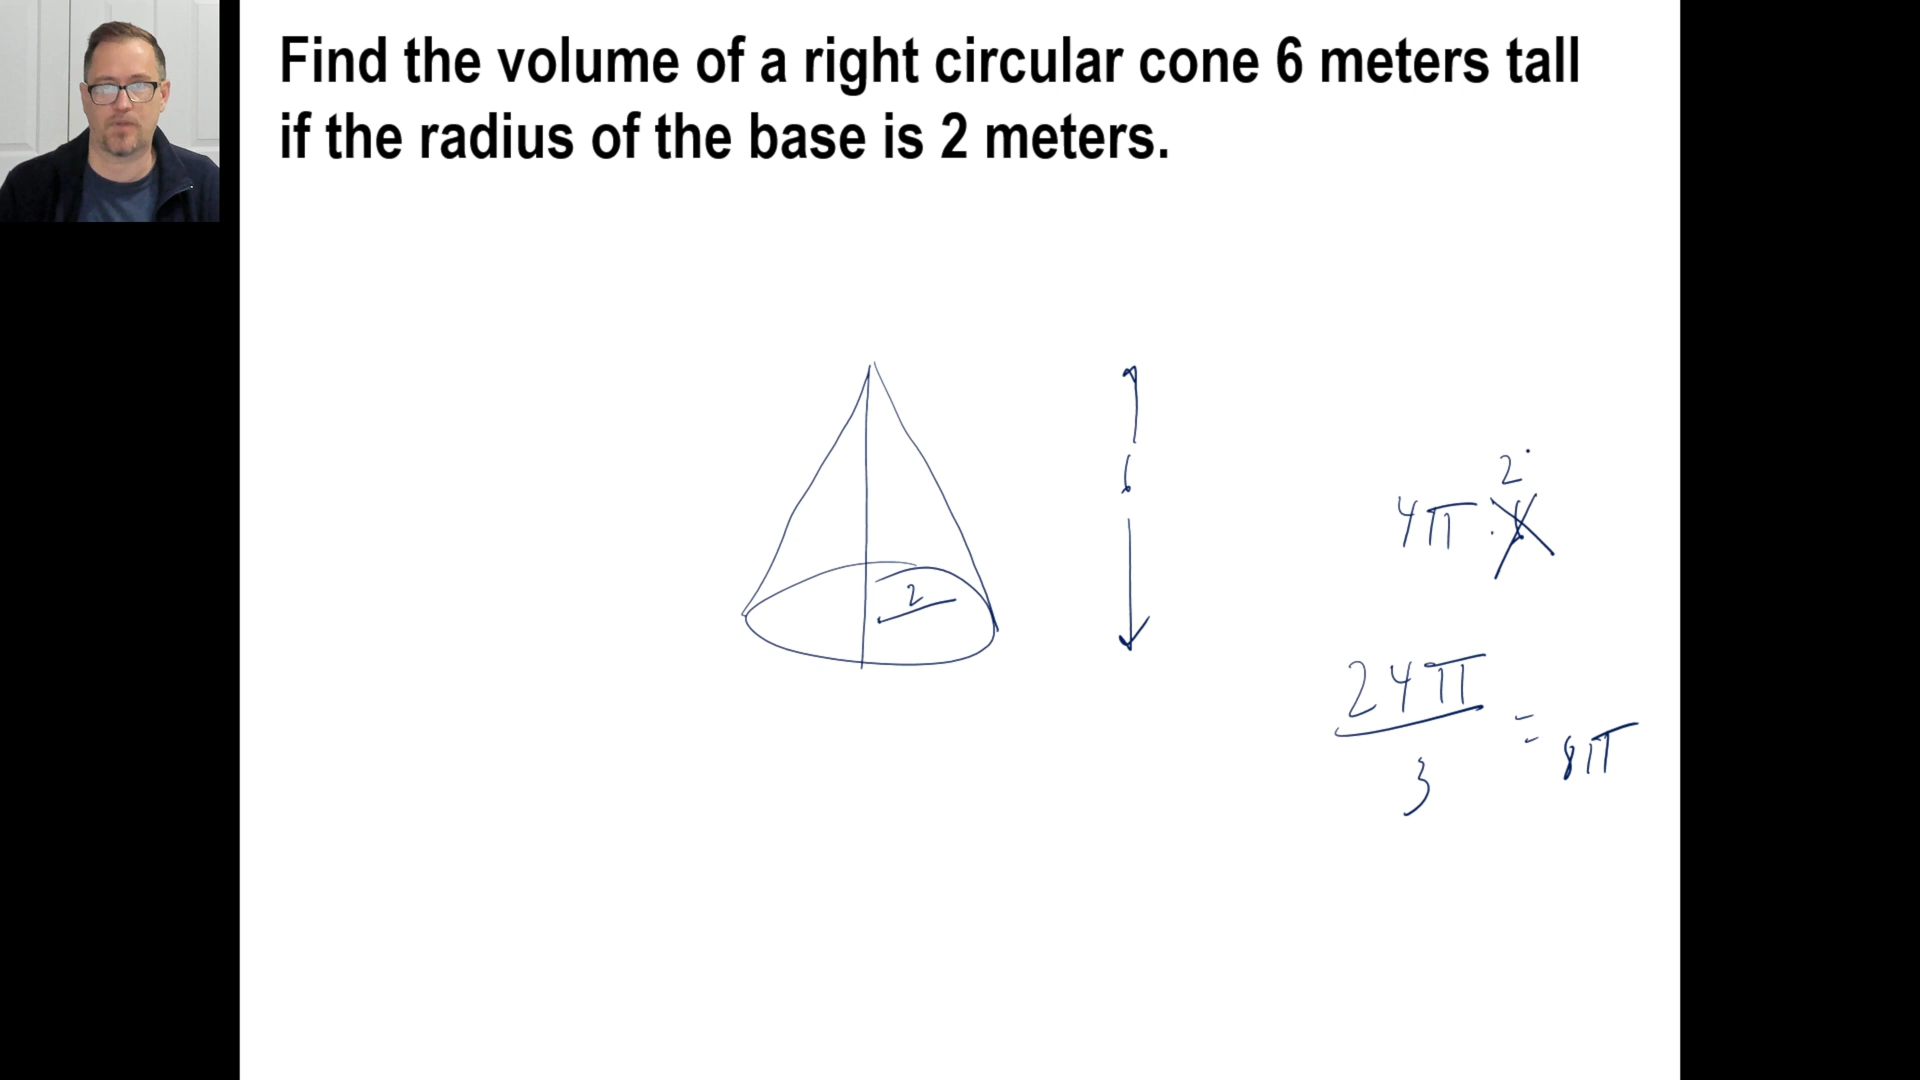 Find the volume of a right circular cone 6 meters tall
if the radius of the base is 2 meters.
6
2
2
4π ·
24π
3
= 8π